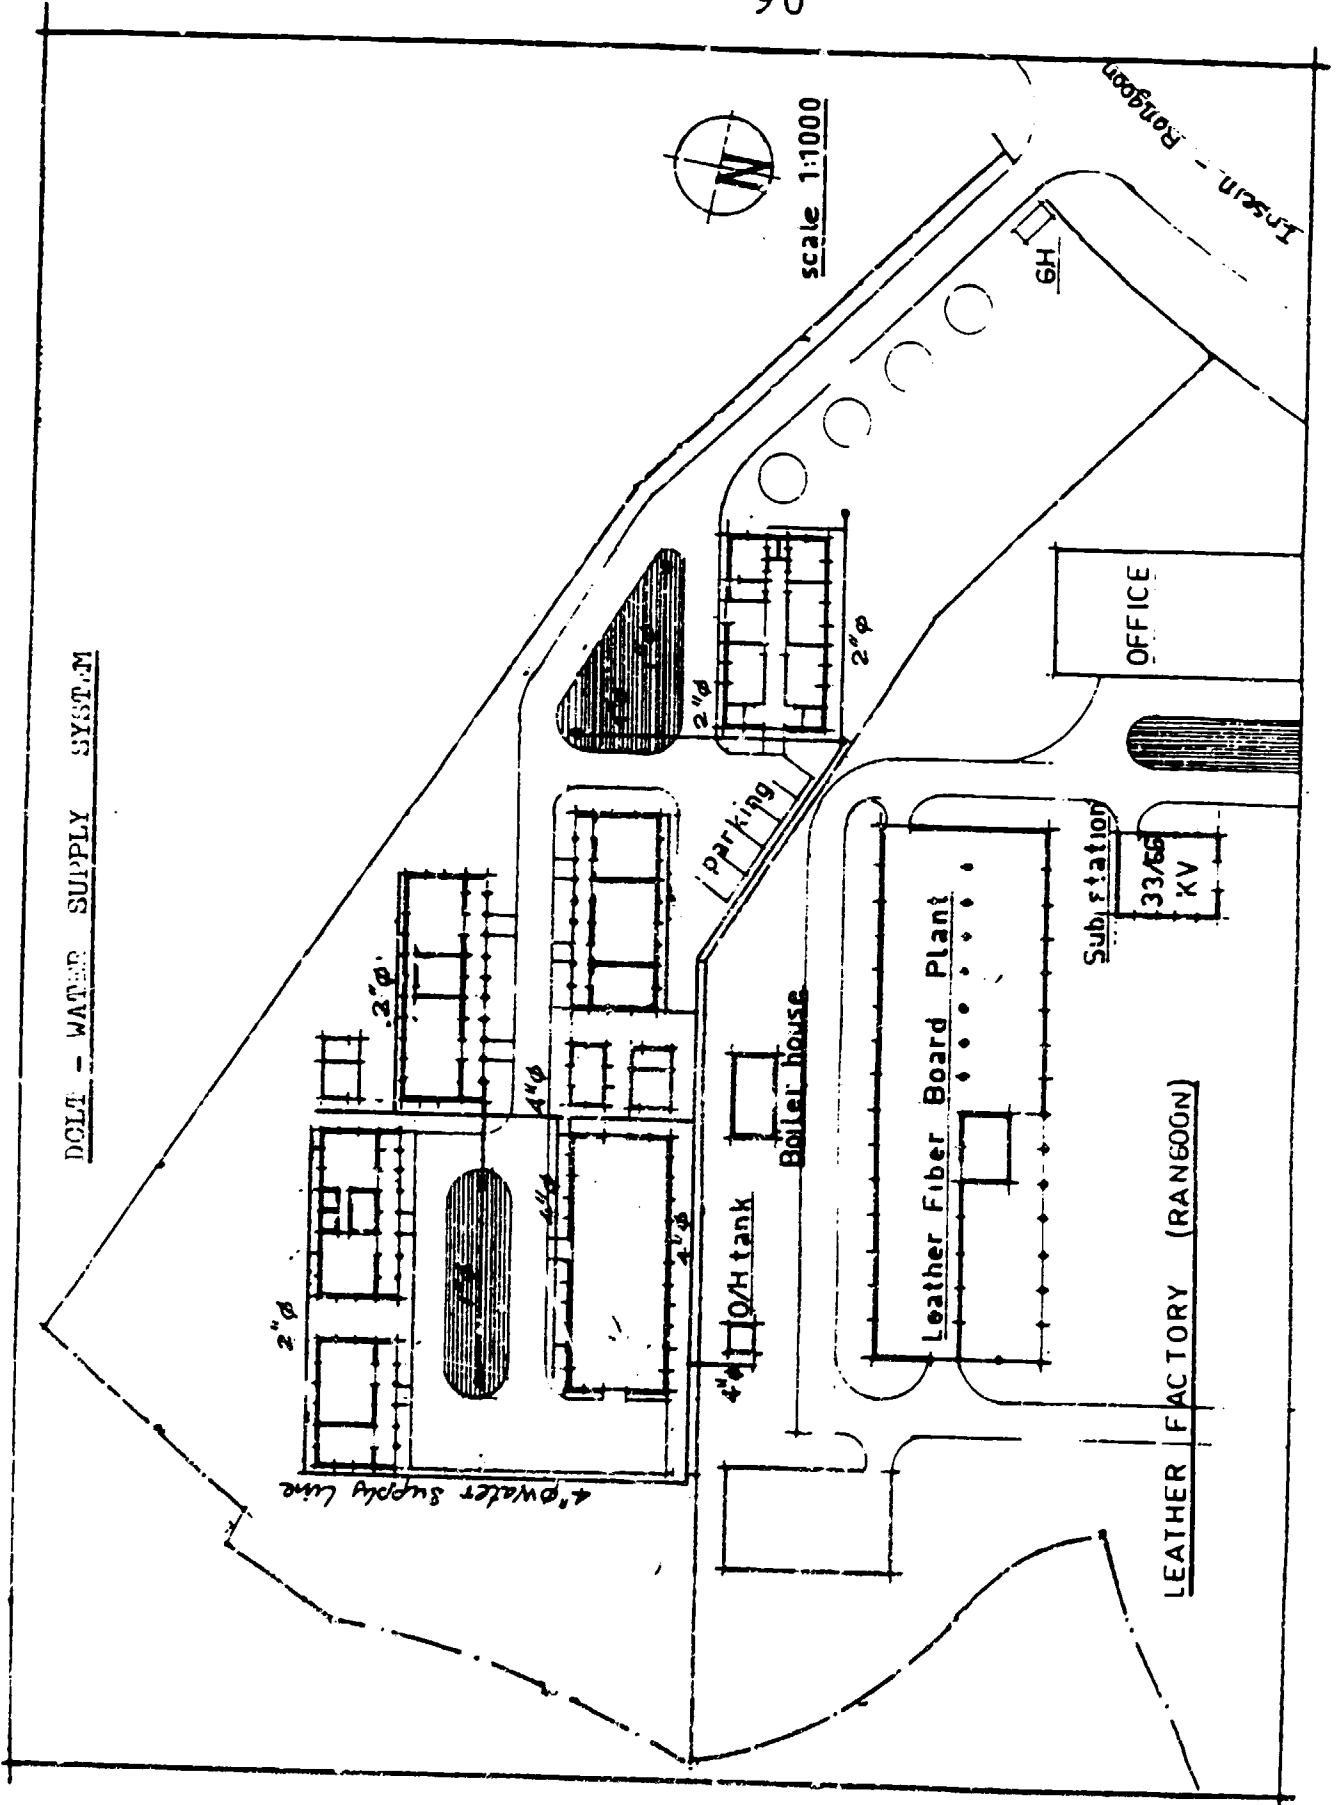 90
DCLT - WATER SUPPLY SYSTEM
scale 1:1000
N
Insein - Rangoon
GH
2"φ
2"φ
parking
OFFICE
2"φ
4"φ
4"φ
4"φ
2"φ
4"φ
4"φ water supply line
O/H tank
Boiler house
Leather Fiber Board Plant
Substation
33/66
KV
LEATHER FACTORY (RANGOON)